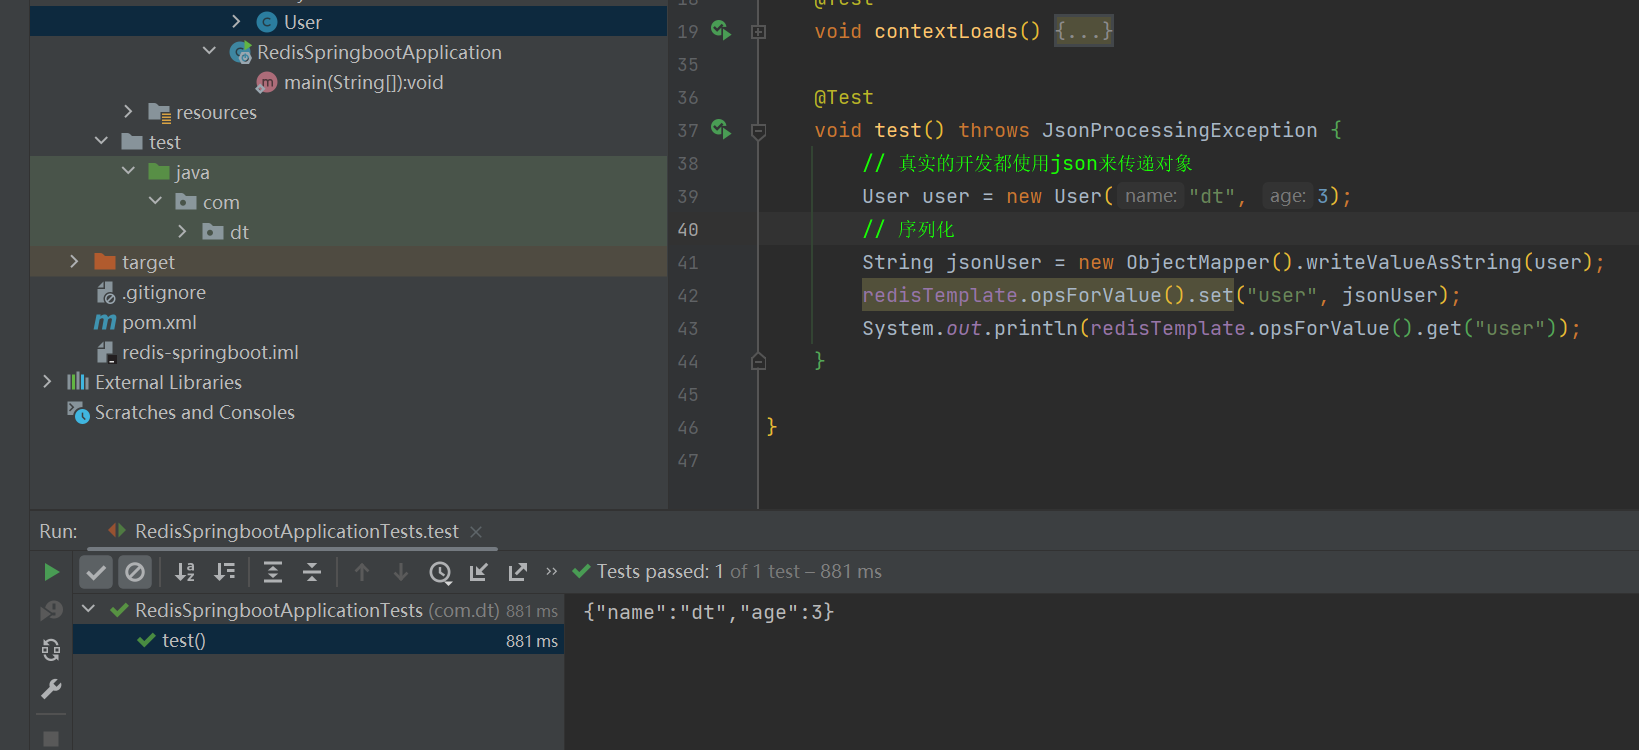 User
RedisSpringbootApplication
main(String[]):void
resources
test
java
com
dt
target
.gitignore
pom.xml
redis-springboot.iml
External Libraries
Scratches and Consoles
19 void contextLoads() {...}
35
36 @Test
37 void test() throws JsonProcessingException {
38 // 真实的开发都使用json来传递对象
39 User user = new User( name: "dt", age: 3);
40 // 序列化
41 String jsonUser = new ObjectMapper().writeValueAsString(user);
42 redisTemplate.opsForValue().set("user", jsonUser);
43 System.out.println(redisTemplate.opsForValue().get("user"));
44 }
45
46 }
47
Run: RedisSpringbootApplicationTests.test
Tests passed: 1 of 1 test – 881 ms
RedisSpringbootApplicationTests (com.dt) 881 ms
test() 881 ms
{"name":"dt","age":3}